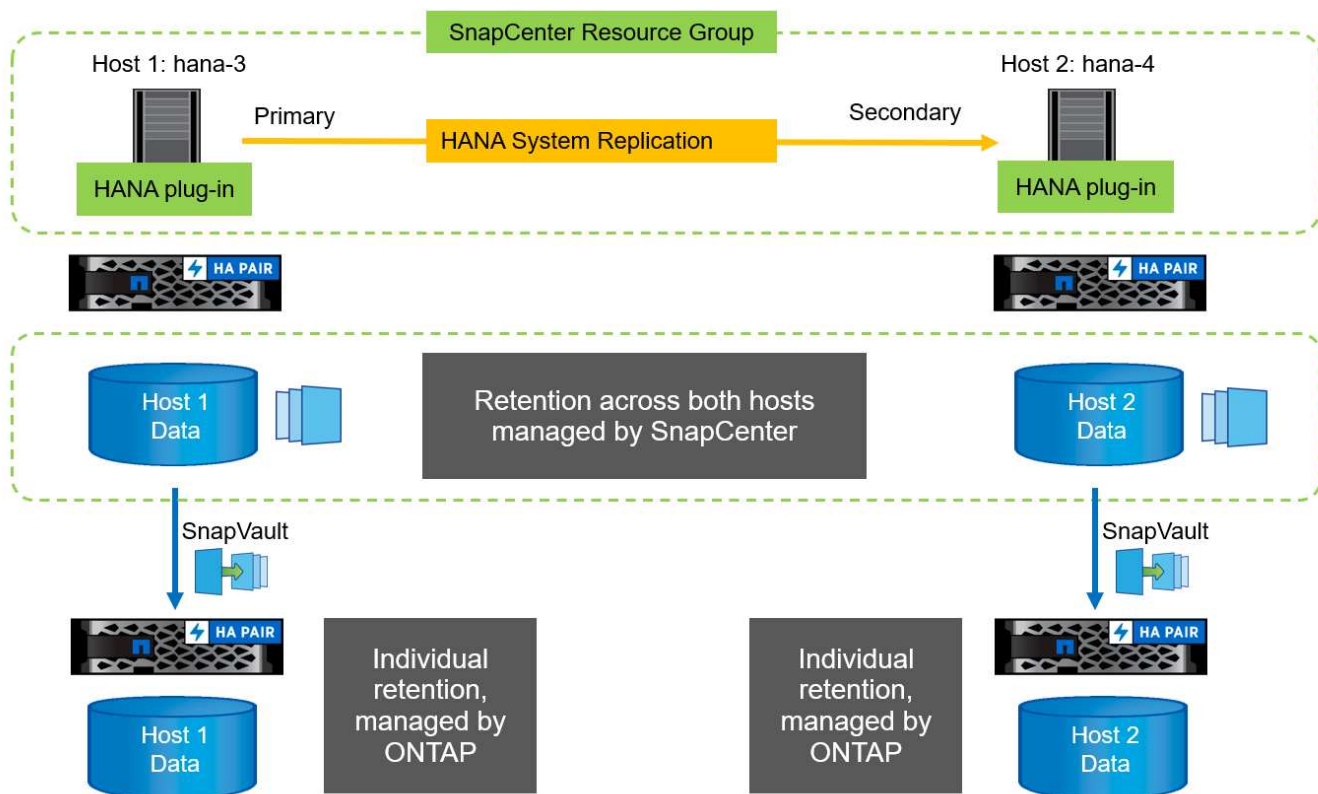 SnapCenter Resource Group
Host 1: hana-3
Host 2: hana-4
Primary
HANA System Replication
Secondary
HANA plug-in
HANA plug-in
HA PAIR
HA PAIR
Host 1
Data
Retention across both hosts
managed by SnapCenter
Host 2
Data
SnapVault
SnapVault
HA PAIR
HA PAIR
Individual
retention,
managed by
ONTAP
Individual
retention,
managed by
ONTAP
Host 1
Data
Host 2
Data